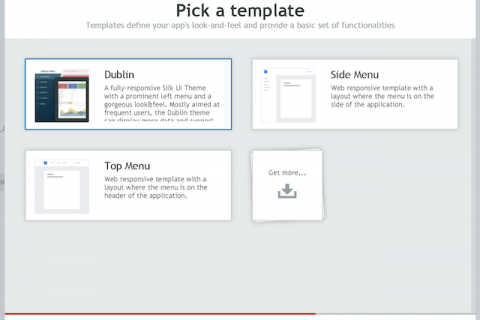 Pick a template
Templates define your app's look-and-feel and provide a basic set of functionalities
Dublin
A fully-responsive Silk UI Theme
with a prominent left menu and a
gorgeous look&feel. Mostly aimed at
frequent users, the Dublin theme
can display more data and support
Side Menu
Web responsive template with a
layout where the menu is on the
side of the application.
Top Menu
Web responsive template with a
layout where the menu is on the
header of the application.
Get more...